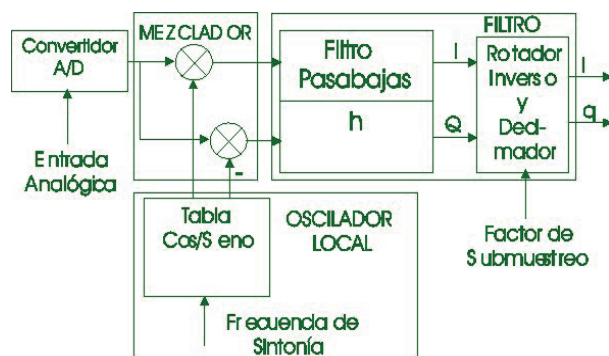 MEZCLADOR
FILTRO
Convertidor
A/D
Filtro
Pasabajas
h
I
Q
Rotador
Inverso
y
Deci-
mador
I
q
Entrada
Analógica
-
Tabla
Cos/Seno
OSCILADOR
LOCAL
Factor de
Submuestreo
Frecuencia de
Sintonía